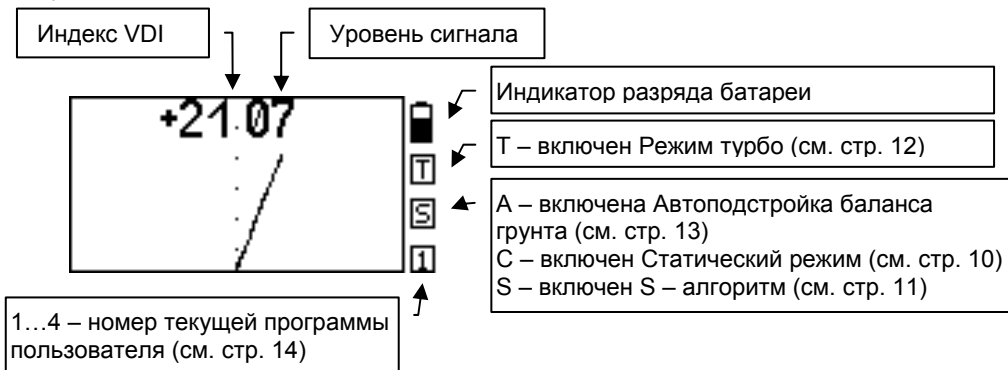 Индекс VDI
Уровень сигнала
+21.07
Индикатор разряда батареи
T
T – включен Режим турбо (см. стр. 12)
S
A – включена Автоподстройка баланса
грунта (см. стр. 13)
C – включен Статический режим (см. стр. 10)
S – включен S – алгоритм (см. стр. 11)
1
1…4 – номер текущей программы
пользователя (см. стр. 14)